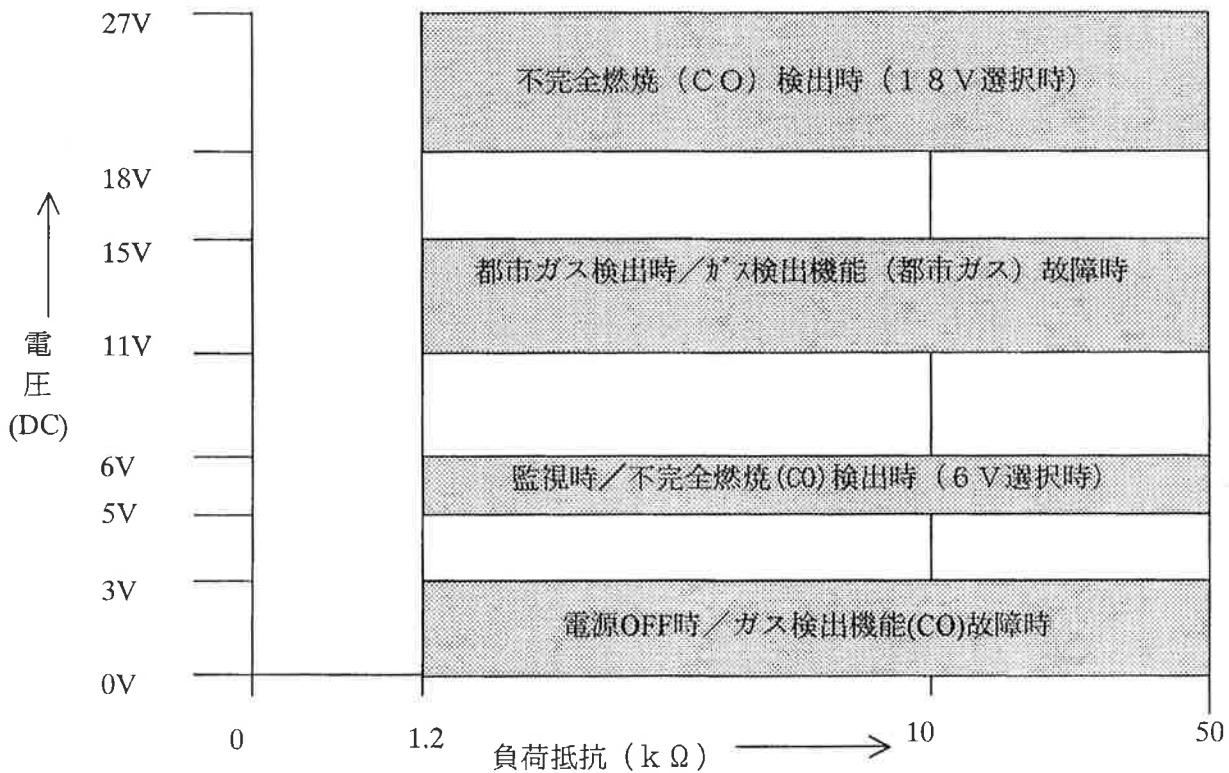 27V
不完全燃焼（ＣＯ）検出時（１８Ｖ選択時）
18V
15V
都市ガス検出時／ｶﾞｽ検出機能（都市ガス）故障時
11V
電
圧
(DC)
6V
監視時／不完全燃焼(CO)検出時（６Ｖ選択時）
5V
3V
電源OFF時／ガス検出機能(CO)故障時
0V
0
1.2
負荷抵抗（ｋΩ）
10
50